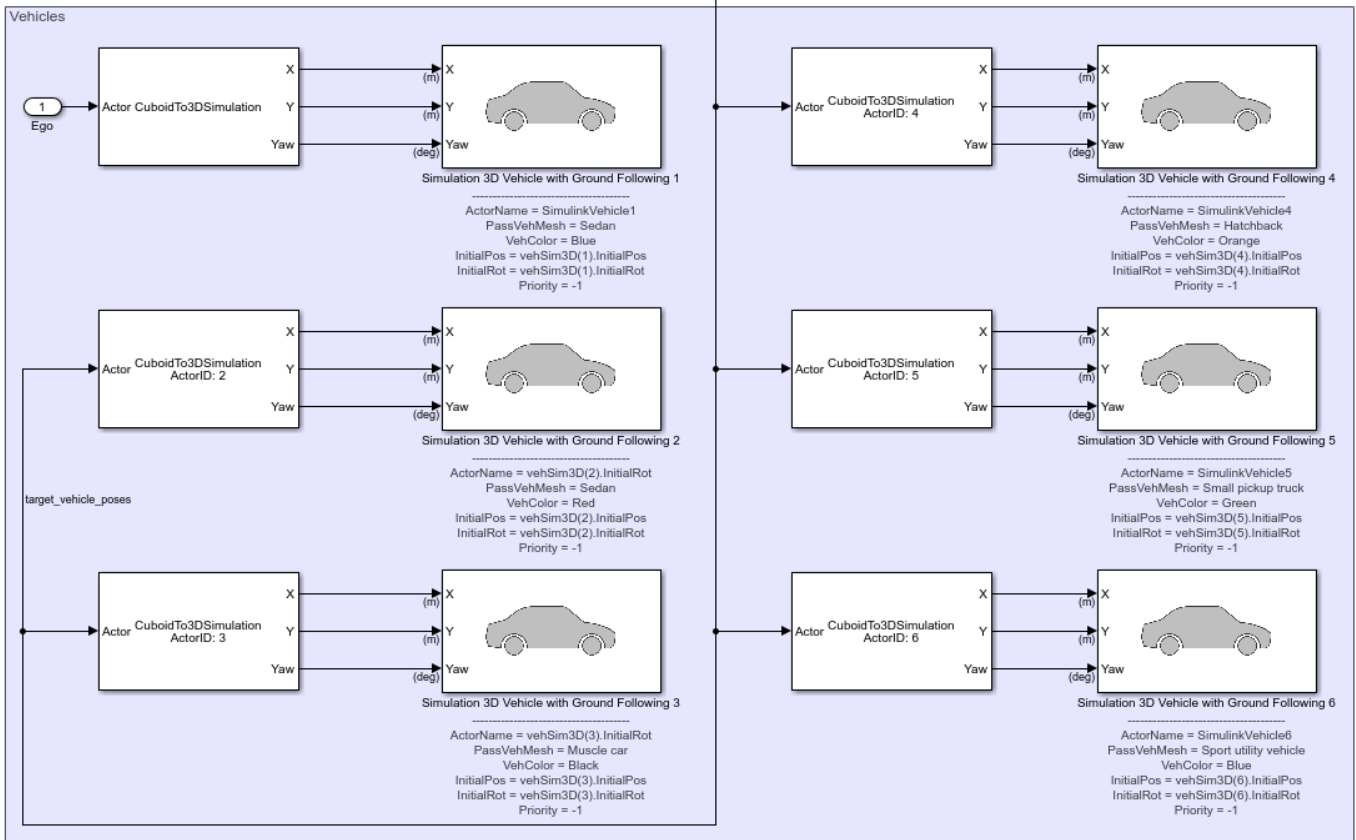 Vehicles
1
Ego
Actor CuboidTo3DSimulation
X
Y
Yaw
(m)
(m)
(deg)
X
Y
Yaw
Simulation 3D Vehicle with Ground Following 1
----------------------------------------
ActorName = SimulinkVehicle1
PassVehMesh = Sedan
VehColor = Blue
InitialPos = vehSim3D(1).InitialPos
InitialRot = vehSim3D(1).InitialRot
Priority = -1
Actor
CuboidTo3DSimulation
ActorID: 2
X
Y
Yaw
(m)
(m)
(deg)
X
Y
Yaw
Simulation 3D Vehicle with Ground Following 2
----------------------------------------
ActorName = vehSim3D(2).InitialRot
PassVehMesh = Sedan
VehColor = Red
InitialPos = vehSim3D(2).InitialPos
InitialRot = vehSim3D(2).InitialRot
Priority = -1
target_vehicle_poses
Actor
CuboidTo3DSimulation
ActorID: 3
X
Y
Yaw
(m)
(m)
(deg)
X
Y
Yaw
Simulation 3D Vehicle with Ground Following 3
----------------------------------------
ActorName = vehSim3D(3).InitialRot
PassVehMesh = Muscle car
VehColor = Black
InitialPos = vehSim3D(3).InitialPos
InitialRot = vehSim3D(3).InitialRot
Priority = -1
Actor
CuboidTo3DSimulation
ActorID: 4
X
Y
Yaw
(m)
(m)
(deg)
X
Y
Yaw
Simulation 3D Vehicle with Ground Following 4
----------------------------------------
ActorName = SimulinkVehicle4
PassVehMesh = Hatchback
VehColor = Orange
InitialPos = vehSim3D(4).InitialPos
InitialRot = vehSim3D(4).InitialRot
Priority = -1
Actor
CuboidTo3DSimulation
ActorID: 5
X
Y
Yaw
(m)
(m)
(deg)
X
Y
Yaw
Simulation 3D Vehicle with Ground Following 5
----------------------------------------
ActorName = SimulinkVehicle5
PassVehMesh = Small pickup truck
VehColor = Green
InitialPos = vehSim3D(5).InitialPos
InitialRot = vehSim3D(5).InitialRot
Priority = -1
Actor
CuboidTo3DSimulation
ActorID: 6
X
Y
Yaw
(m)
(m)
(deg)
X
Y
Yaw
Simulation 3D Vehicle with Ground Following 6
----------------------------------------
ActorName = SimulinkVehicle6
PassVehMesh = Sport utility vehicle
VehColor = Blue
InitialPos = vehSim3D(6).InitialPos
InitialRot = vehSim3D(6).InitialRot
Priority = -1